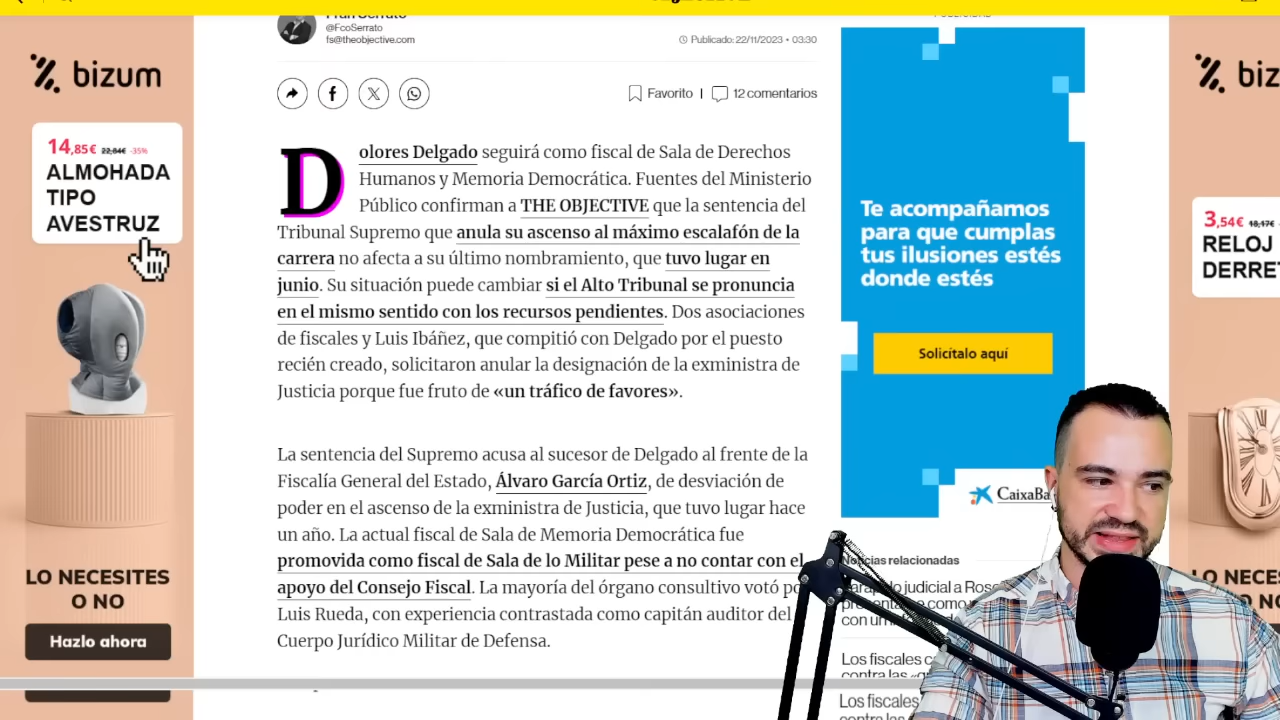 @FcoSerrato
fs@theobjective.com
Publicado: 22/11/2023 • 03:30
Favorito | 12 comentarios
Dolores Delgado seguirá como fiscal de Sala de Derechos
Humanos y Memoria Democrática. Fuentes del Ministerio
Público confirman a THE OBJECTIVE que la sentencia del
Tribunal Supremo que anula su ascenso al máximo escalafón de la
carrera no afecta a su último nombramiento, que tuvo lugar en
junio. Su situación puede cambiar si el Alto Tribunal se pronuncia
en el mismo sentido con los recursos pendientes. Dos asociaciones
de fiscales y Luis Ibáñez, que compitió con Delgado por el puesto
recién creado, solicitaron anular la designación de la exministra de
Justicia porque fue fruto de «un tráfico de favores».
La sentencia del Supremo acusa al sucesor de Delgado al frente de la
Fiscalía General del Estado, Álvaro García Ortiz, de desviación de
poder en el ascenso de la exministra de Justicia, que tuvo lugar hace
un año. La actual fiscal de Sala de Memoria Democrática fue
promovida como fiscal de Sala de lo Militar pese a no contar con el
apoyo del Consejo Fiscal. La mayoría del órgano consultivo votó
Luis Rueda, con experiencia contrastada como capitán auditor del
Cuerpo Jurídico Militar de Defensa.
bizum
14,85€ 22,84€ -35%
ALMOHADA
TIPO
AVESTRUZ
LO NECESITES
O NO
Hazlo ahora
Te acompañamos
para que cumplas
tus ilusiones estés
donde estés
Solicítalo aquí
CaixaBa
Noticias relacionadas
judicial a
como
con un
Los fiscales
contra las
Los fiscales
contra las
biz
3,54€ 18,17€
RELOJ
DERRET
LO NECES